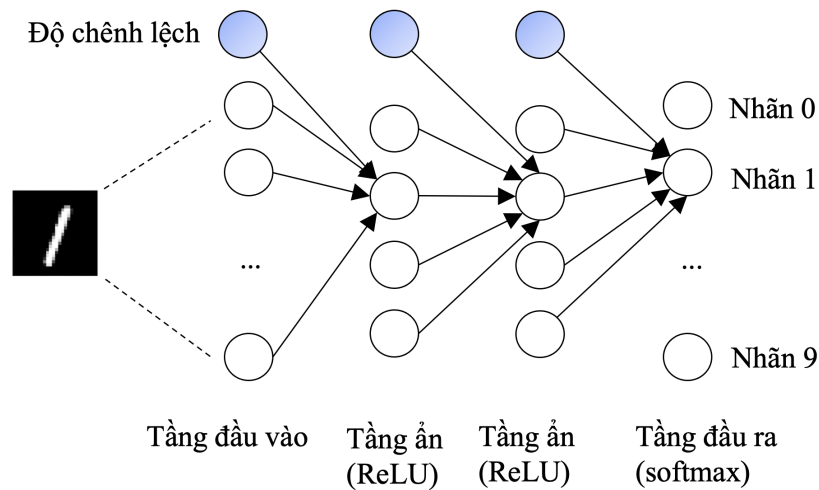 Độ chênh lệch
Nhãn 0
Nhãn 1
...
...
Nhãn 9
Tầng đầu vào
Tầng ẩn
(ReLU)
Tầng ẩn
(ReLU)
Tầng đầu ra
(softmax)